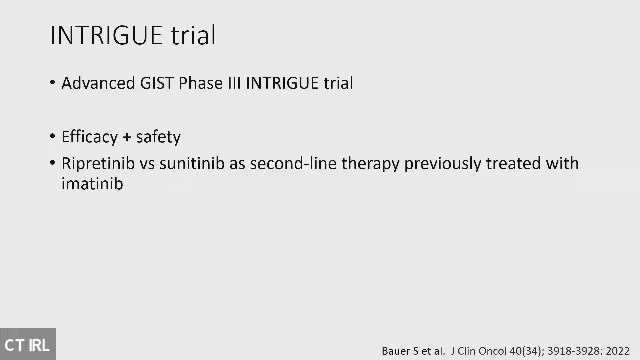 INTRIGUE trial
• Advanced GIST Phase III INTRIGUE trial
• Efficacy + safety
• Ripretinib vs sunitinib as second-line therapy previously treated with
imatinib
Bauer S et al. J Clin Oncol 40(34); 3918-3928: 2022
CT IRL